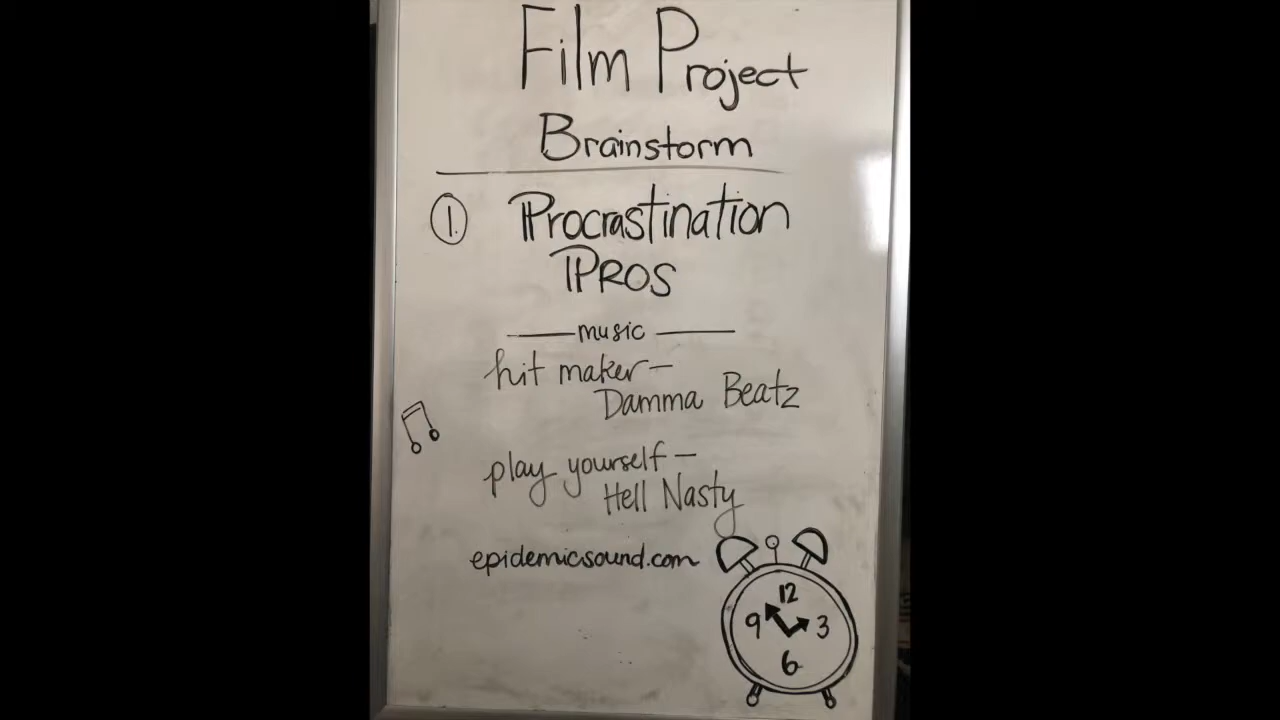 Film Project
Brainstorm
1. Procrastination
PROS
music
hit maker-
Damma Beatz
play yourself-
Hell Nasty
epidemicsound.com
12
9 3
6